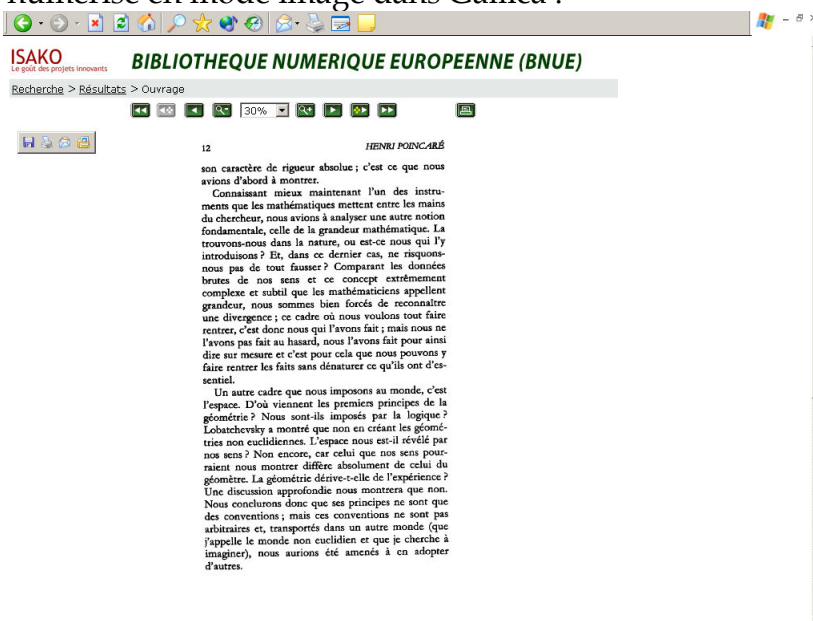 numérisé en mode image dans Gallica :
ISAKO
Le goût des projets innovants
BIBLIOTHEQUE NUMERIQUE EUROPEENNE (BNUE)
Recherche > Résultats > Ouvrage
30%
12 HENRI POINCARÉ
son caractère de rigueur absolue ; c'est ce que nous
avions d'abord à montrer.
Connaissant mieux maintenant l'un des instru-
ments que les mathématiques mettent entre les mains
du chercheur, nous avions à analyser une autre notion
fondamentale, celle de la grandeur mathématique. La
trouvons-nous dans la nature, ou est-ce nous qui l'y
introduisons ? Et, dans ce dernier cas, ne risquons-
nous pas de tout fausser ? Comparant les données
brutes de nos sens et ce concept extrêmement
complexe et subtil que les mathématiciens appellent
grandeur, nous sommes bien forcés de reconnaître
une divergence ; ce cadre où nous voulons tout faire
rentrer, c'est donc nous qui l'avons fait ; mais nous ne
l'avons pas fait au hasard, nous l'avons fait pour ainsi
dire sur mesure et c'est pour cela que nous pouvons y
faire rentrer les faits sans dénaturer ce qu'ils ont d'es-
sentiel.
Un autre cadre que nous imposons au monde, c'est
l'espace. D'où viennent les premiers principes de la
géométrie ? Nous sont-ils imposés par la logique ?
Lobatchevsky a montré que non en créant les géomé-
tries non euclidiennes. L'espace nous est-il révélé par
nos sens ? Non encore, car celui que nos sens pour-
raient nous montrer diffère absolument de celui du
géomètre. La géométrie dérive-t-elle de l'expérience ?
Une discussion approfondie nous montrera que non.
Nous conclurons donc que ses principes ne sont que
des conventions ; mais ces conventions ne sont pas
arbitraires et, transportés dans un autre monde (que
j'appelle le monde non euclidien et que je cherche à
imaginer), nous aurions été amenés à en adopter
d'autres.